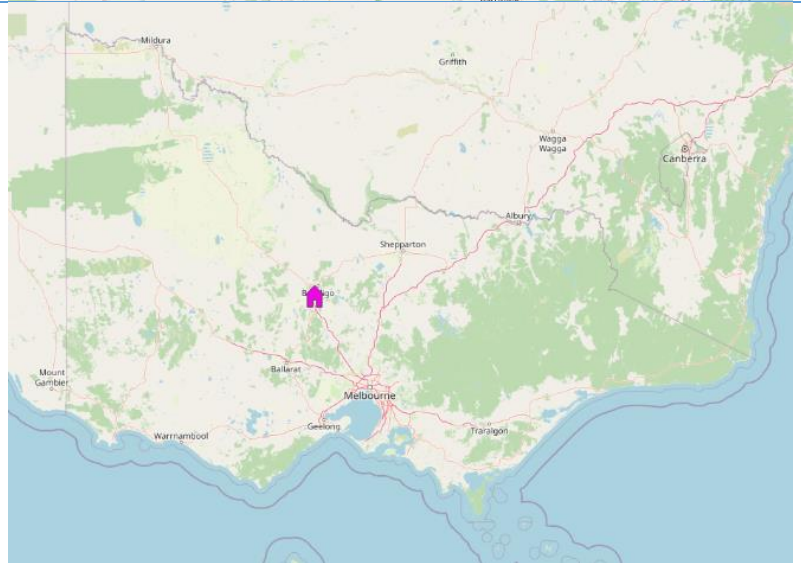 Mildura
Griffith
Wagga
Wagga
Canberra
Albury
Shepparton
Ballarat
Mount
Gambier
Melbourne
Geelong
Warrnambool
Traralgon